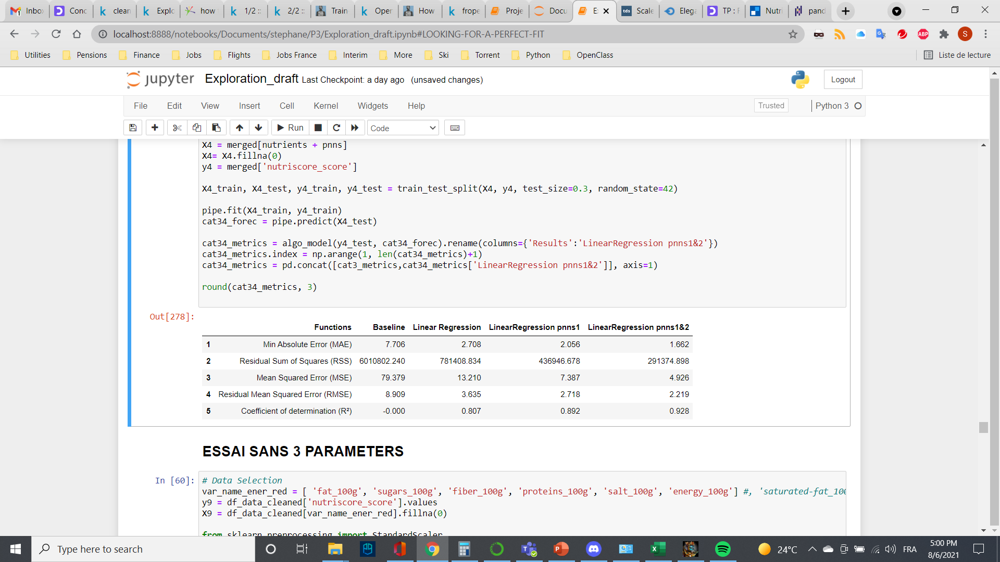 Inbo
Conc
clean
Explo
how
1/2 :
2/2 :
Train
Oper
How
frope
Proje
Docu
E
Scale
Elega
TP : F
Nutri
pand
localhost:8888/notebooks/Documents/stephane/P3/Exploration_draft.ipynb#LOOKING-FOR-A-PERFECT-FIT
Utilities Pensions Finance Jobs Flights Jobs France Interim More Ski Torrent Python OpenClass Liste de lecture
jupyter Exploration_draft Last Checkpoint: a day ago (unsaved changes) Logout
File Edit View Insert Cell Kernel Widgets Help Trusted Python 3
Run Code
X4 = merged[nutrients + pnns]
X4= X4.fillna(0)
y4 = merged['nutriscore_score']
X4_train, X4_test, y4_train, y4_test = train_test_split(X4, y4, test_size=0.3, random_state=42)
pipe.fit(X4_train, y4_train)
cat34_forec = pipe.predict(X4_test)
cat34_metrics = algo_model(y4_test, cat34_forec).rename(columns={'Results':'LinearRegression pnns1&2'})
cat34_metrics.index = np.arange(1, len(cat34_metrics)+1)
cat34_metrics = pd.concat([cat3_metrics,cat34_metrics['LinearRegression pnns1&2']], axis=1)
round(cat34_metrics, 3)
Out[278]:
Functions Baseline Linear Regression LinearRegression pnns1 LinearRegression pnns1&2
1 Min Absolute Error (MAE) 7.706 2.708 2.056 1.662
2 Residual Sum of Squares (RSS) 6010802.240 781408.834 436946.678 291374.898
3 Mean Squared Error (MSE) 79.379 13.210 7.387 4.926
4 Residual Mean Squared Error (RMSE) 8.909 3.635 2.718 2.219
5 Coefficient of determination (R²) -0.000 0.807 0.892 0.928
ESSAI SANS 3 PARAMETERS
In [60]: # Data Selection
var_name_ener_red = [ 'fat_100g', 'sugars_100g', 'fiber_100g', 'proteins_100g', 'salt_100g', 'energy_100g'] #, 'saturated-fat_100
y9 = df_data_cleaned['nutriscore_score'].values
X9 = df_data_cleaned[var_name_ener_red].fillna(0)
from sklearn.preprocessing import StandardScaler
Type here to search
24°C FRA 5:00 PM
8/6/2021